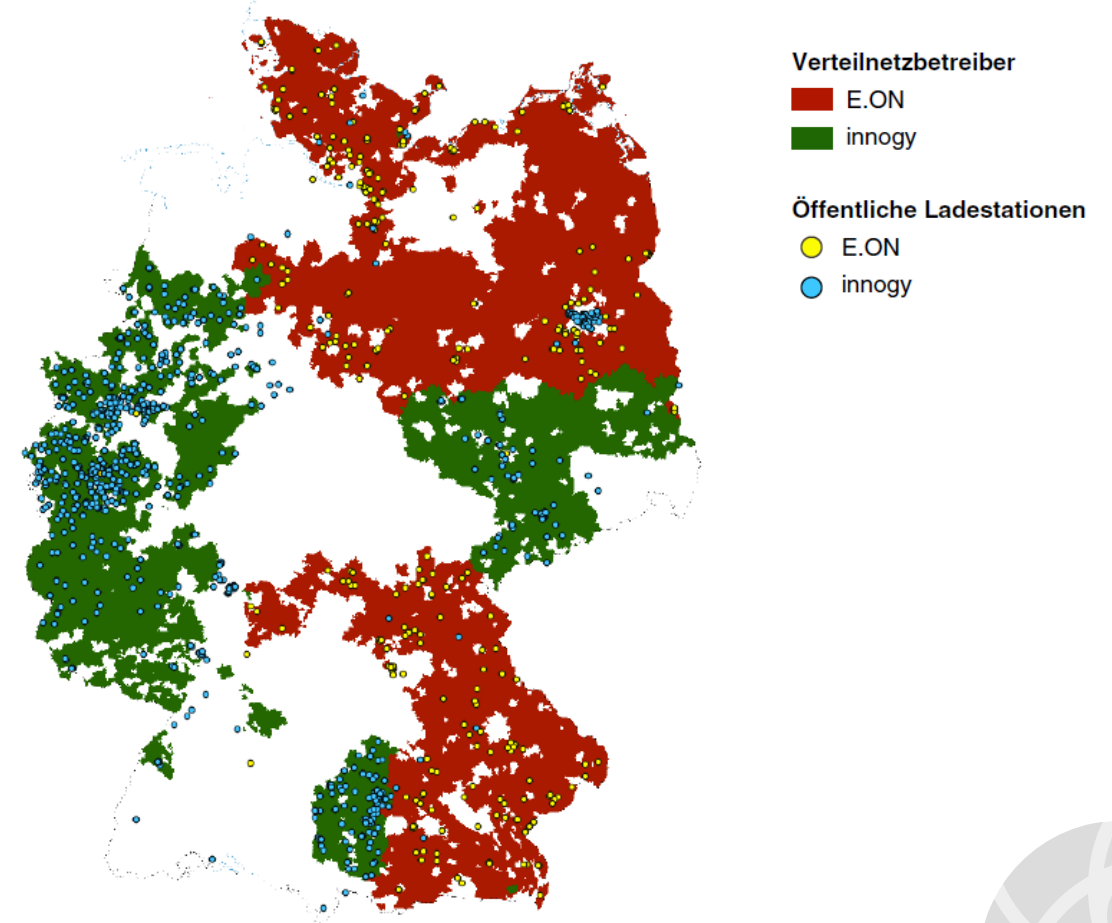 Verteilnetzbetreiber
E.ON
innogy
Öffentliche Ladestationen
E.ON
innogy